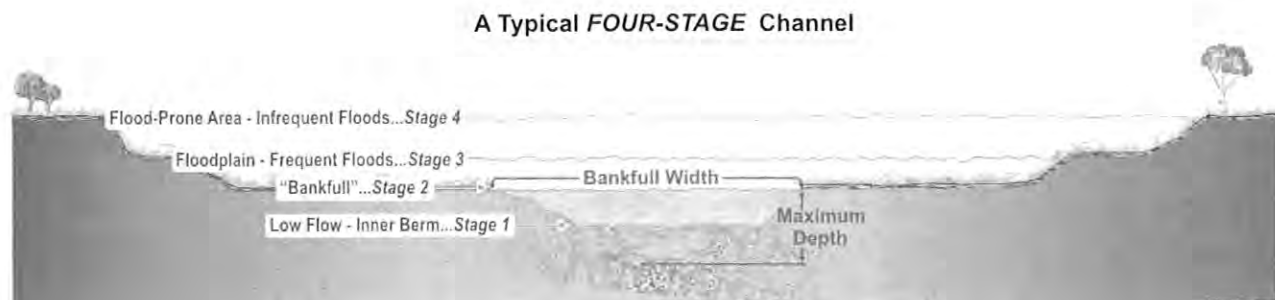 A Typical FOUR-STAGE Channel
Flood-Prone Area - Infrequent Floods...Stage 4
Floodplain - Frequent Floods...Stage 3
"Bankfull"...Stage 2
Bankfull Width
Low Flow - Inner Berm...Stage 1
Maximum
Depth